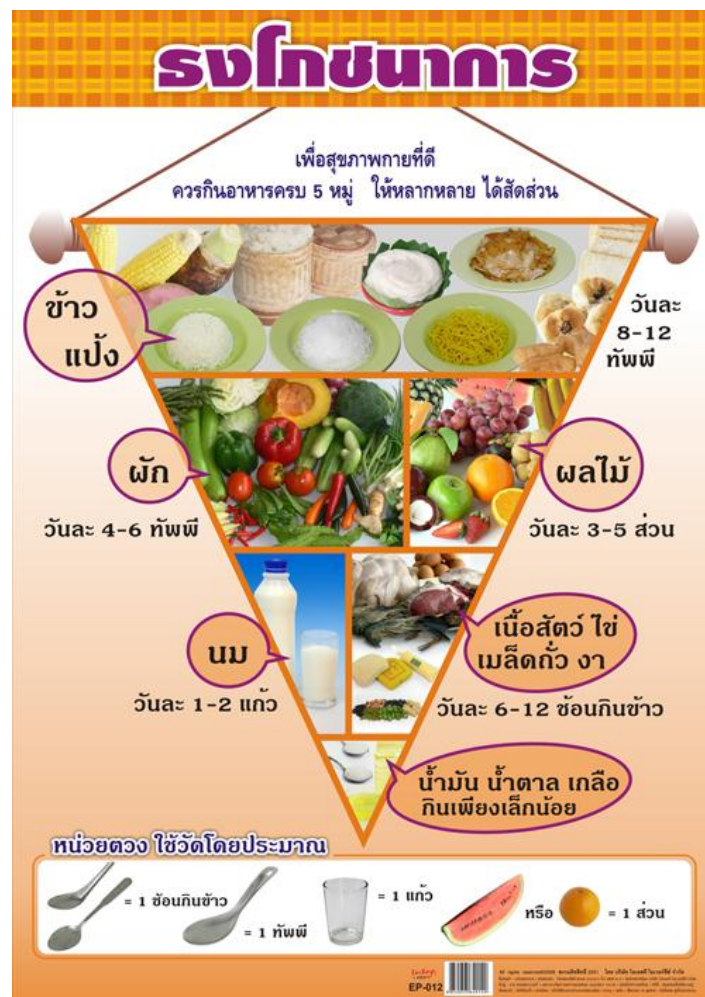 ธงโภชนาการ
เพื่อสุขภาพกายที่ดี
ควรกินอาหารครบ 5 หมู่ ให้หลากหลาย ได้สัดส่วน
ข้าว
แป้ง
วันละ
8-12
ทัพพี
ผัก
วันละ 4-6 ทัพพี
ผลไม้
วันละ 3-5 ส่วน
นม
วันละ 1-2 แก้ว
เนื้อสัตว์ ไข่
เมล็ดถั่ว งา
วันละ 6-12 ช้อนกินข้าว
น้ำมัน น้ำตาล เกลือ
กินเพียงเล็กน้อย
หน่วยตวง ใช้วัดโดยประมาณ
= 1 ช้อนกินข้าว
= 1 ทัพพี
= 1 แก้ว
หรือ
= 1 ส่วน
EP-012